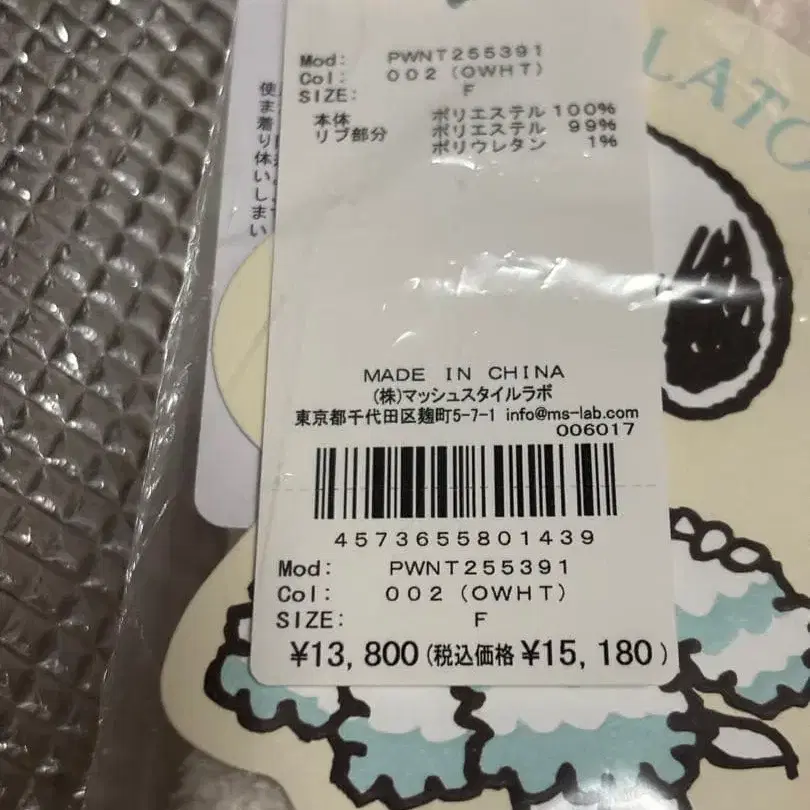 Mod: PWNT255391
Col: 002 (OWHT)
SIZE: F
本体 ポリエステル 100%
リブ部分 ポリエステル 99%
ポリウレタン 1%
MADE IN CHINA
(株)マッシュスタイルラボ
東京都千代田区麹町5-7-1 info@ms-lab.com
006017
4573655801439
Mod: PWNT255391
Col: 002 (OWHT)
SIZE: F
¥13,800(税込価格 ¥15,180)
LATO